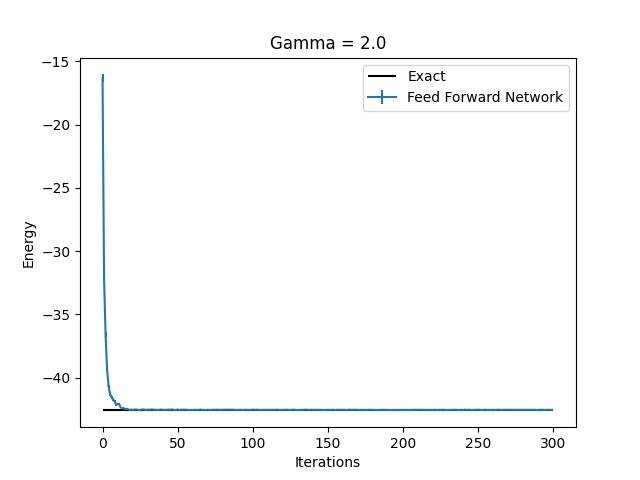 Gamma = 2.0
Exact
Feed Forward Network
Energy
−15
−20
−25
−30
−35
−40
0 50 100 150 200 250 300
Iterations